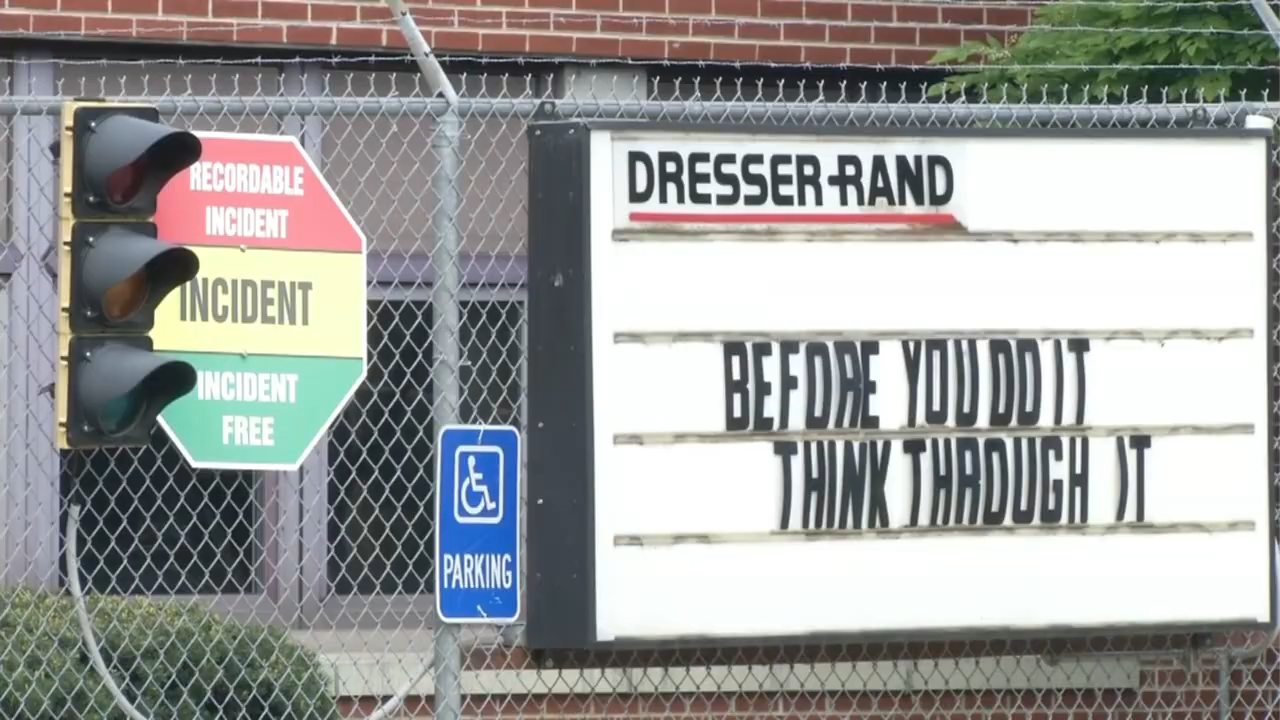 RECORDABLE
INCIDENT
INCIDENT
INCIDENT
FREE
PARKING
DRESSER-RAND
BEFORE YOU DO IT
THINK THROUGH IT